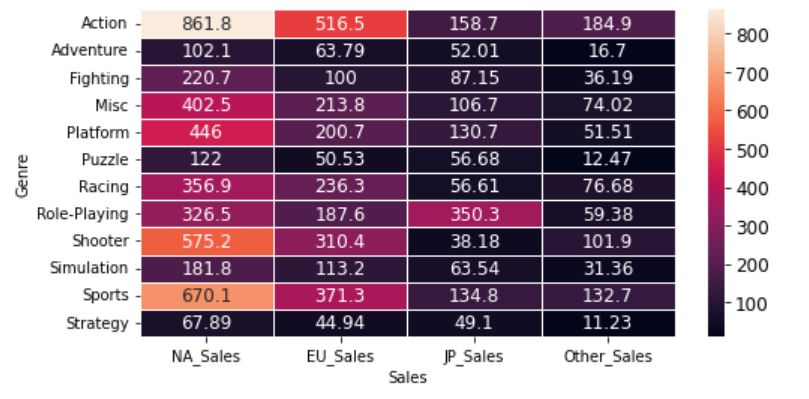 Action 861.8 516.5 158.7 184.9
Adventure 102.1 63.79 52.01 16.7
Fighting 220.7 100 87.15 36.19
Misc 402.5 213.8 106.7 74.02
Platform 446 200.7 130.7 51.51
Puzzle 122 50.53 56.68 12.47
Racing 356.9 236.3 56.61 76.68
Role-Playing 326.5 187.6 350.3 59.38
Shooter 575.2 310.4 38.18 101.9
Simulation 181.8 113.2 63.54 31.36
Sports 670.1 371.3 134.8 132.7
Strategy 67.89 44.94 49.1 11.23
Genre
NA_Sales EU_Sales JP_Sales Other_Sales
Sales
800
700
600
500
400
300
200
100